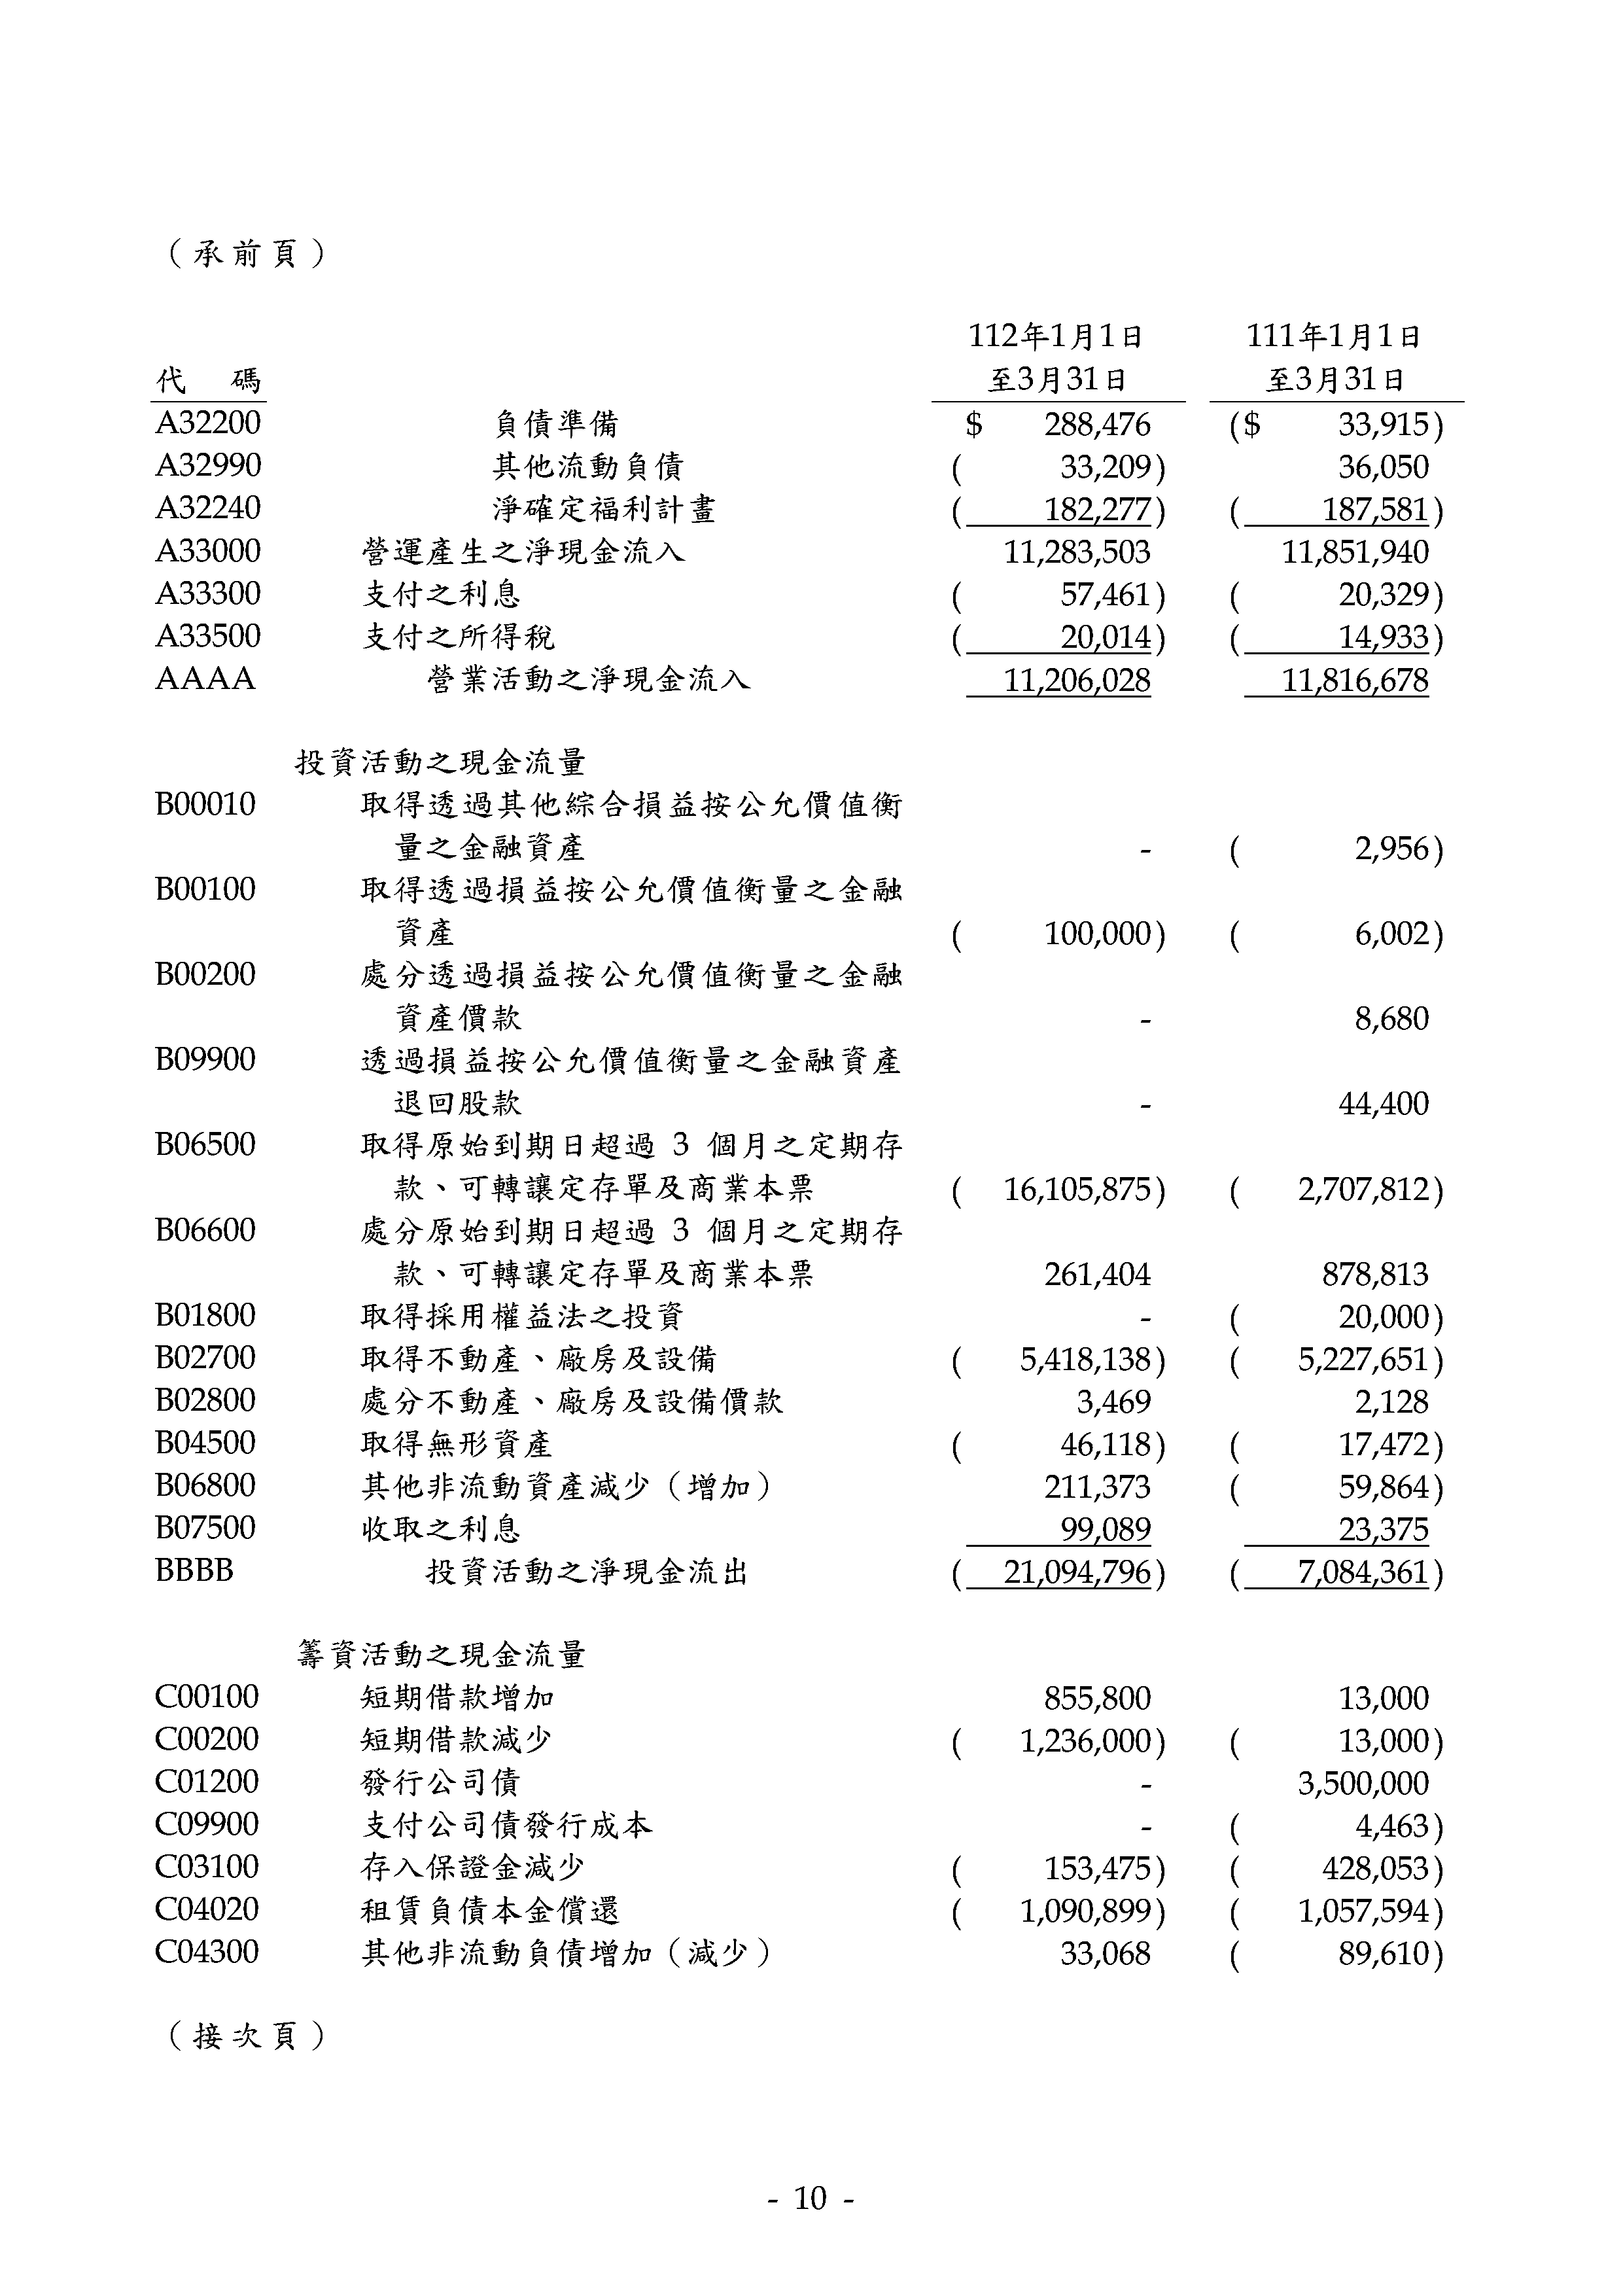 （承前頁）
112年1月1日 111年1月1日
代 碼 至3月31日 至3月31日
A32200 負債準備 $ 288,476 ($ 33,915)
A32990 其他流動負債 ( 33,209) 36,050
A32240 淨確定福利計畫 ( 182,277) ( 187,581)
A33000 營運產生之淨現金流入 11,283,503 11,851,940
A33300 支付之利息 ( 57,461) ( 20,329)
A33500 支付之所得稅 ( 20,014) ( 14,933)
AAAA 營業活動之淨現金流入 11,206,028 11,816,678
投資活動之現金流量
B00010 取得透過其他綜合損益按公允價值衡
量之金融資產 - ( 2,956)
B00100 取得透過損益按公允價值衡量之金融
資產 ( 100,000) ( 6,002)
B00200 處分透過損益按公允價值衡量之金融
資產價款 - 8,680
B09900 透過損益按公允價值衡量之金融資產
退回股款 - 44,400
B06500 取得原始到期日超過 3 個月之定期存
款、可轉讓定存單及商業本票 ( 16,105,875) ( 2,707,812)
B06600 處分原始到期日超過 3 個月之定期存
款、可轉讓定存單及商業本票 261,404 878,813
B01800 取得採用權益法之投資 - ( 20,000)
B02700 取得不動產、廠房及設備 ( 5,418,138) ( 5,227,651)
B02800 處分不動產、廠房及設備價款 3,469 2,128
B04500 取得無形資產 ( 46,118) ( 17,472)
B06800 其他非流動資產減少（增加） 211,373 ( 59,864)
B07500 收取之利息 99,089 23,375
BBBB 投資活動之淨現金流出 ( 21,094,796) ( 7,084,361)
籌資活動之現金流量
C00100 短期借款增加 855,800 13,000
C00200 短期借款減少 ( 1,236,000) ( 13,000)
C01200 發行公司債 - 3,500,000
C09900 支付公司債發行成本 - ( 4,463)
C03100 存入保證金減少 ( 153,475) ( 428,053)
C04020 租賃負債本金償還 ( 1,090,899) ( 1,057,594)
C04300 其他非流動負債增加（減少） 33,068 ( 89,610)
（接次頁）
- 10 -